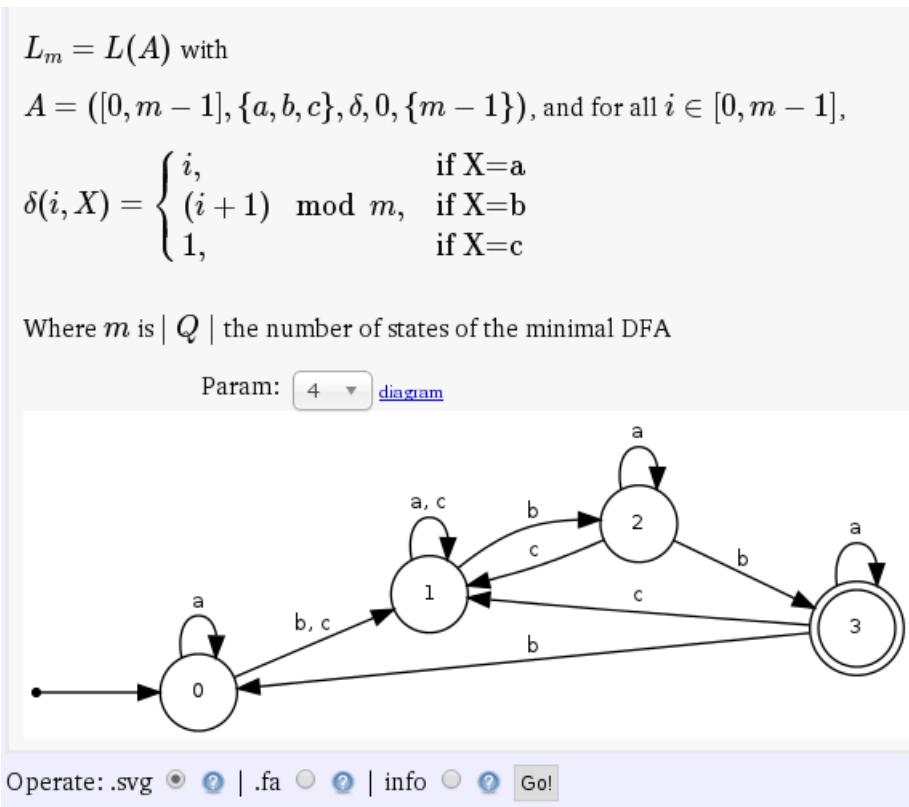 L_m = L(A) with
A = ([0, m − 1], {a, b, c}, δ, 0, {m − 1}), and for all i ∈ [0, m − 1],
δ(i, X) = { i, if X=a
(i + 1) mod m, if X=b
1, if X=c
Where m is | Q | the number of states of the minimal DFA
Param: 4 diagram
a
a, c
b
2
a
c
b
1
a
c
3
b, c
b
0
Operate: .svg ? | .fa ? | info ? Go!